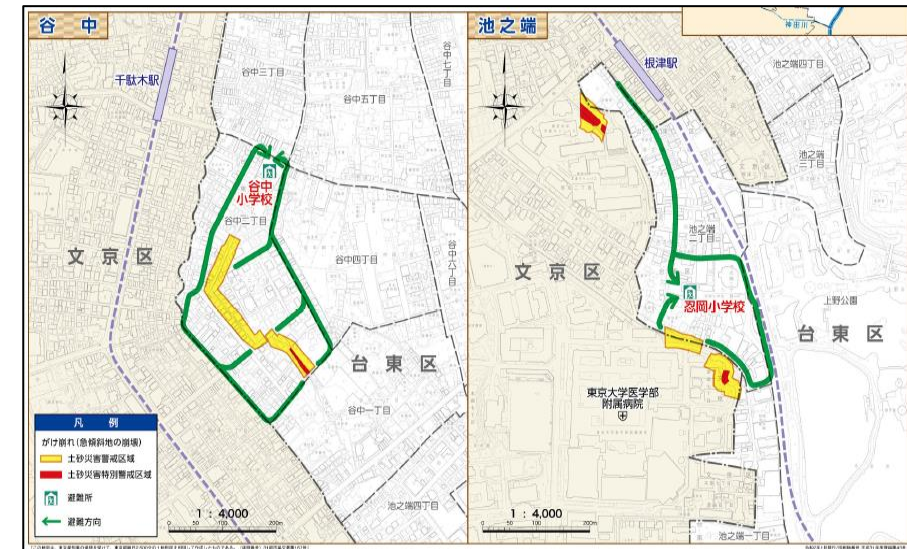 谷 中
千駄木駅
谷中三丁目
谷中七丁目
谷中五丁目
谷中
小学校
谷中二丁目
谷中四丁目
谷中六丁目
文 京 区
台 東 区
谷中一丁目
池之端四丁目
凡 例
がけ崩れ(急傾斜地の崩壊)
土砂災害警戒区域
土砂災害特別警戒区域
避難所
避難方向
1：4,000
0 50 100 200m
池之端
神田川
根津駅
池之端四丁目
池之端
三丁目
池之端
二丁目
文 京 区
忍岡小学校
上野公園
台 東 区
東京大学医学部
附属病院
1：4,000
0 50 100 200m
池之端一丁目